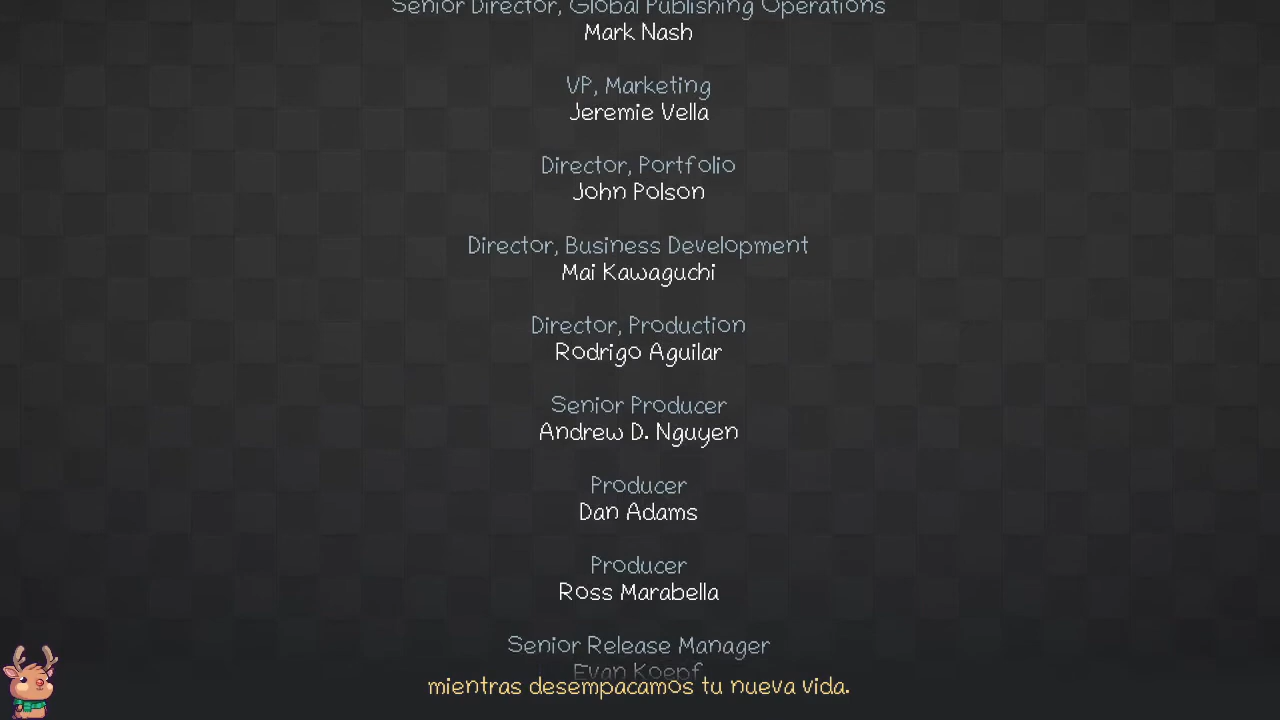 Senior Director, Global Publishing Operations
Mark Nash
VP, Marketing
Jeremie Vella
Director, Portfolio
John Polson
Director, Business Development
Mai Kawaguchi
Director, Production
Rodrigo Aguilar
Senior Producer
Andrew D. Nguyen
Producer
Dan Adams
Producer
Ross Marabella
Senior Release Manager
Evan Koepf
mientras desempacamos tu nueva vida.